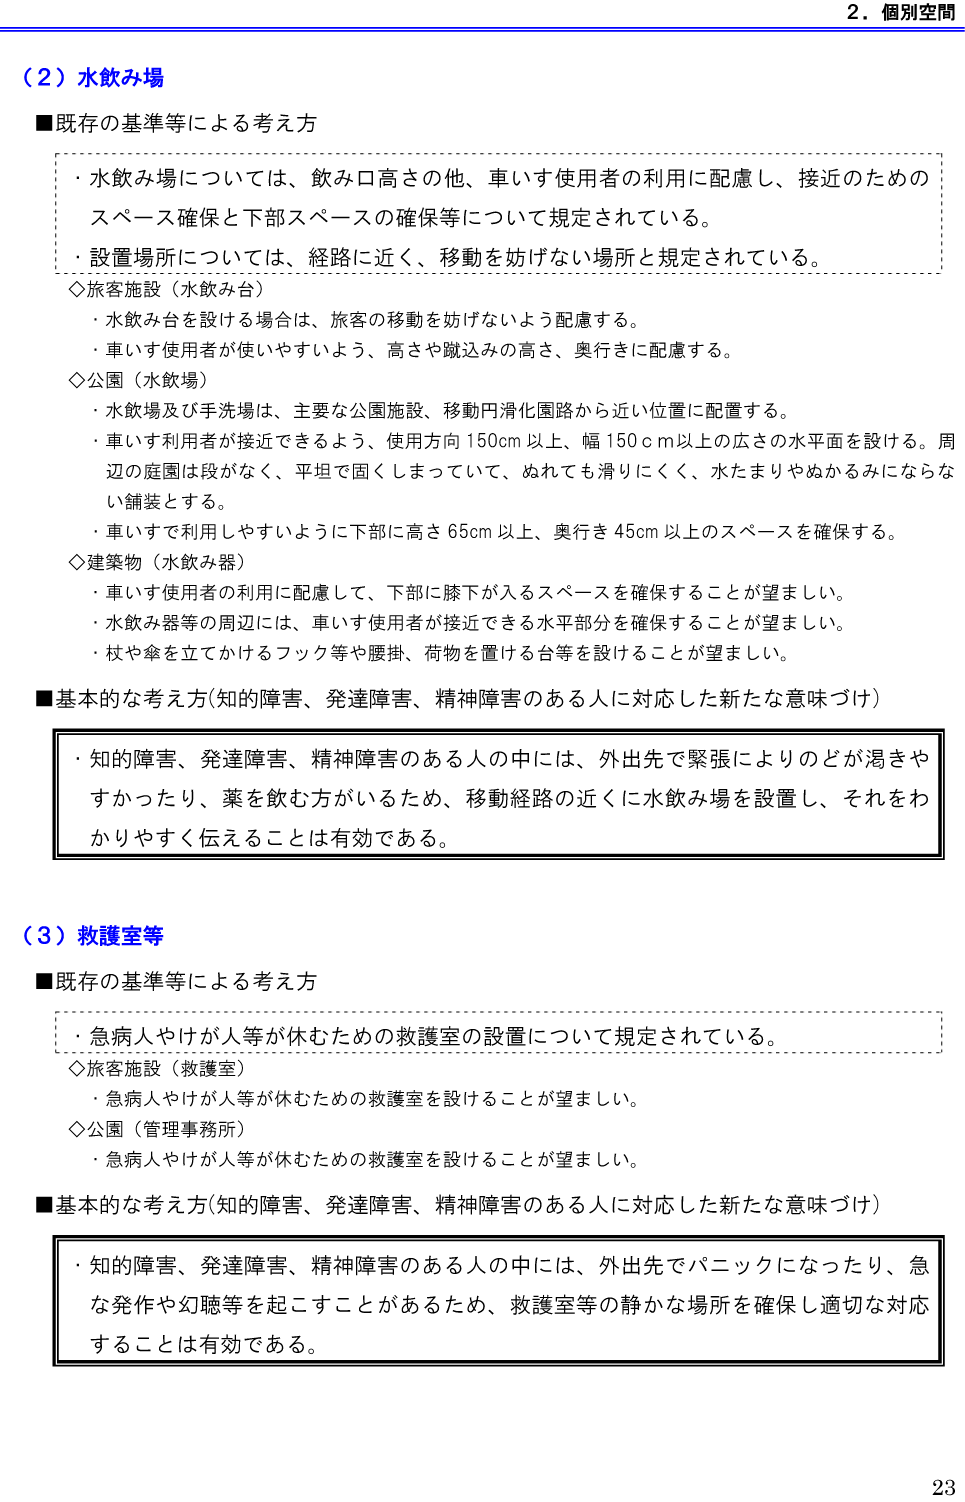 ２．個別空間
（２）水飲み場
■既存の基準等による考え方
・水飲み場については、飲み口高さの他、車いす使用者の利用に配慮し、接近のための
スペース確保と下部スペースの確保等について規定されている。
・設置場所については、経路に近く、移動を妨げない場所と規定されている。
◇旅客施設（水飲み台）
・水飲み台を設ける場合は、旅客の移動を妨げないよう配慮する。
・車いす使用者が使いやすいよう、高さや蹴込みの高さ、奥行きに配慮する。
◇公園（水飲場）
・水飲場及び手洗場は、主要な公園施設、移動円滑化園路から近い位置に配置する。
・車いす利用者が接近できるよう、使用方向 150cm 以上、幅 150ｃｍ以上の広さの水平面を設ける。周
辺の庭園は段がなく、平坦で固くしまっていて、ぬれても滑りにくく、水たまりやぬかるみにならな
い舗装とする。
・車いすで利用しやすいように下部に高さ 65cm 以上、奥行き 45cm 以上のスペースを確保する。
◇建築物（水飲み器）
・車いす使用者の利用に配慮して、下部に膝下が入るスペースを確保することが望ましい。
・水飲み器等の周辺には、車いす使用者が接近できる水平部分を確保することが望ましい。
・杖や傘を立てかけるフック等や腰掛、荷物を置ける台等を設けることが望ましい。
■基本的な考え方(知的障害、発達障害、精神障害のある人に対応した新たな意味づけ)
・知的障害、発達障害、精神障害のある人の中には、外出先で緊張によりのどが渇きや
すかったり、薬を飲む方がいるため、移動経路の近くに水飲み場を設置し、それをわ
かりやすく伝えることは有効である。
（３）救護室等
■既存の基準等による考え方
・急病人やけが人等が休むための救護室の設置について規定されている。
◇旅客施設（救護室）
・急病人やけが人等が休むための救護室を設けることが望ましい。
◇公園（管理事務所）
・急病人やけが人等が休むための救護室を設けることが望ましい。
■基本的な考え方(知的障害、発達障害、精神障害のある人に対応した新たな意味づけ)
・知的障害、発達障害、精神障害のある人の中には、外出先でパニックになったり、急
な発作や幻聴等を起こすことがあるため、救護室等の静かな場所を確保し適切な対応
することは有効である。
23